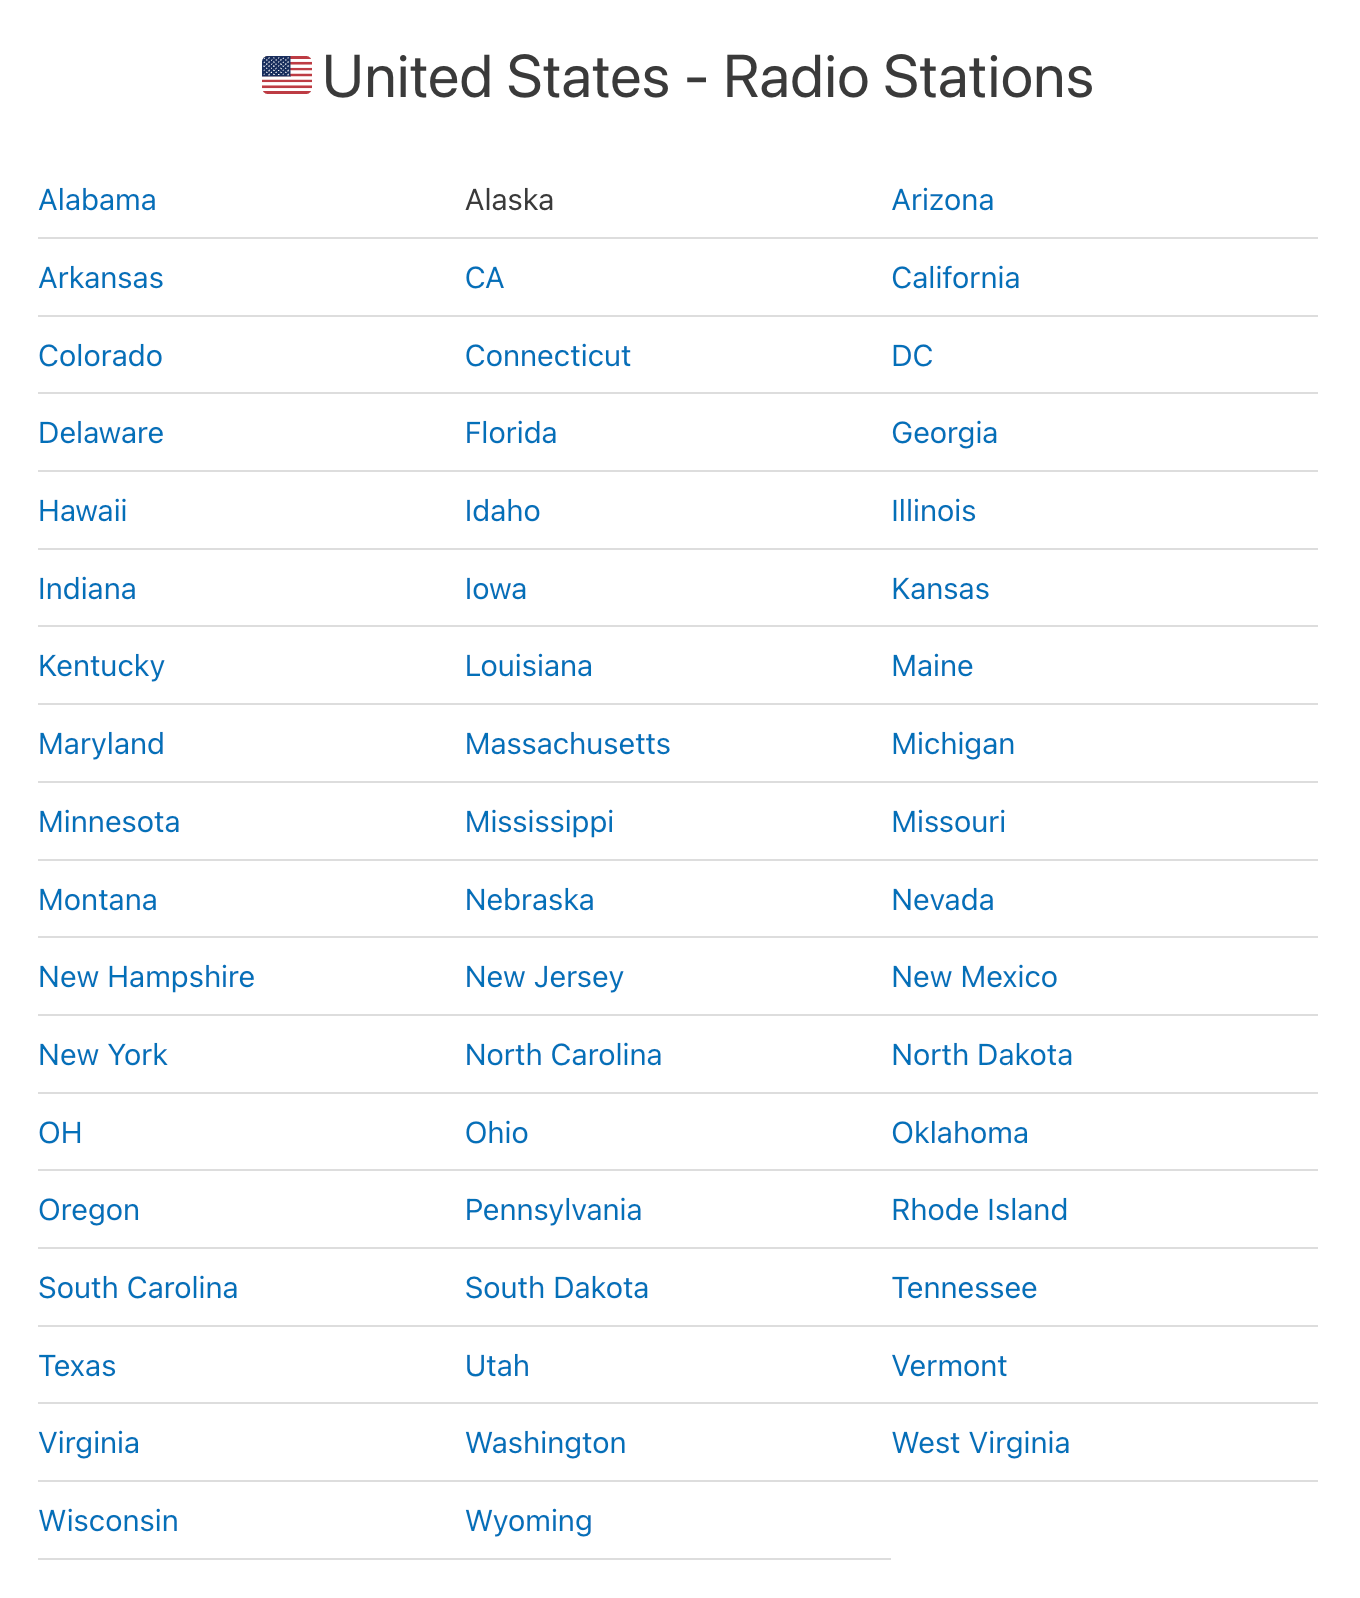 United States - Radio Stations
Alabama Alaska Arizona
Arkansas CA California
Colorado Connecticut DC
Delaware Florida Georgia
Hawaii Idaho Illinois
Indiana Iowa Kansas
Kentucky Louisiana Maine
Maryland Massachusetts Michigan
Minnesota Mississippi Missouri
Montana Nebraska Nevada
New Hampshire New Jersey New Mexico
New York North Carolina North Dakota
OH Ohio Oklahoma
Oregon Pennsylvania Rhode Island
South Carolina South Dakota Tennessee
Texas Utah Vermont
Virginia Washington West Virginia
Wisconsin Wyoming